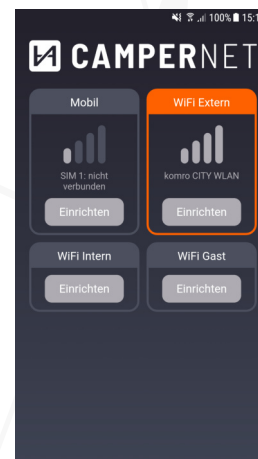 100% 15:1
CAMPERNET
Mobil
WiFi Extern
SIM 1: nicht
verbunden
komro CITY WLAN
Einrichten
Einrichten
WiFi Intern
WiFi Gast
Einrichten
Einrichten